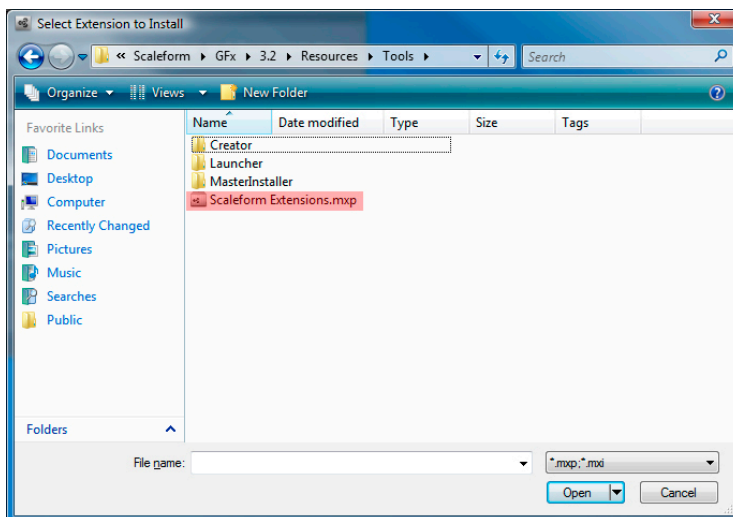 Select Extension to Install
« Scaleform ▸ GFx ▸ 3.2 ▸ Resources ▸ Tools ▸
Search
Organize
Views
New Folder
Favorite Links
Documents
Desktop
Computer
Recently Changed
Pictures
Music
Searches
Public
Folders
Name Date modified Type Size Tags
Creator
Launcher
MasterInstaller
Scaleform Extensions.mxp
File name:
*.mxp;*.mxi
Open
Cancel